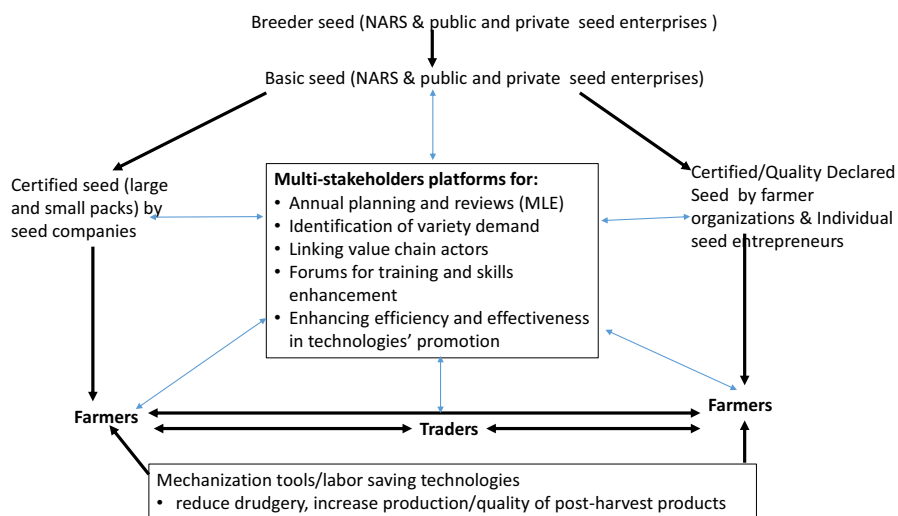 Breeder seed (NARS & public and private seed enterprises )
Basic seed (NARS & public and private seed enterprises)
Certified seed (large
and small packs) by
seed companies
Multi-stakeholders platforms for:
• Annual planning and reviews (MLE)
• Identification of variety demand
• Linking value chain actors
• Forums for training and skills
enhancement
• Enhancing efficiency and effectiveness
in technologies’ promotion
Certified/Quality Declared
Seed by farmer
organizations & Individual
seed entrepreneurs
Farmers
Farmers
Traders
Mechanization tools/labor saving technologies
• reduce drudgery, increase production/quality of post-harvest products